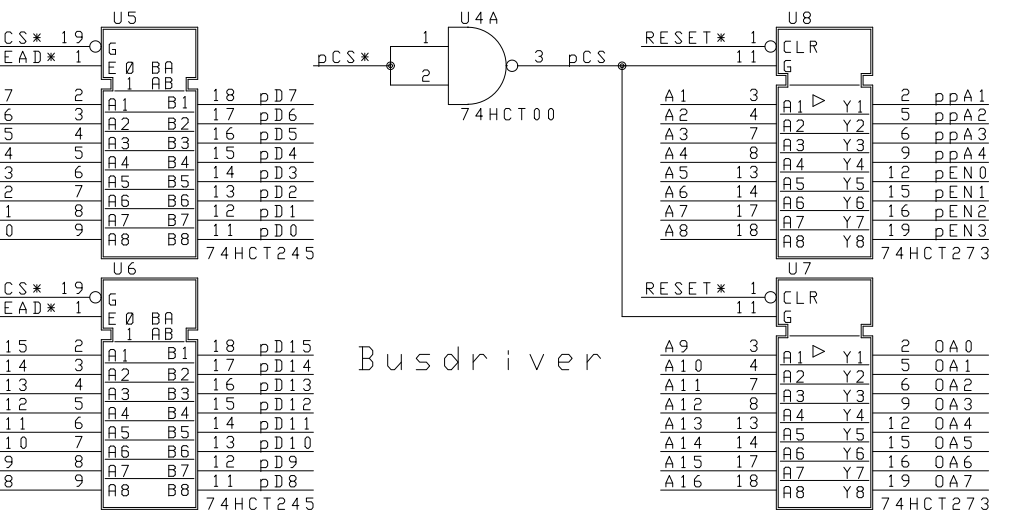 U5 U4A U8
CS* 19 G 1 RESET* 1 CLR
EAD* 1 E 0 BA pCS* 3 pCS 11 G
1 AB 2
7 2 A1 B1 18 pD7 74HCT00 A1 3 A1 Y1 2 ppA1
6 3 A2 B2 17 pD6 A2 4 A2 Y2 5 ppA2
5 4 A3 B3 16 pD5 A3 7 A3 Y3 6 ppA3
4 5 A4 B4 15 pD4 A4 8 A4 Y4 9 ppA4
3 6 A5 B5 14 pD3 A5 13 A5 Y5 12 pEN0
2 7 A6 B6 13 pD2 A6 14 A6 Y6 15 pEN1
1 8 A7 B7 12 pD1 A7 17 A7 Y7 16 pEN2
0 9 A8 B8 11 pD0 A8 18 A8 Y8 19 pEN3
74HCT245 74HCT273
U6 U7
CS* 19 G RESET* 1 CLR
EAD* 1 E 0 BA 11 G
1 AB
15 2 A1 B1 18 pD15 Busdriver A9 3 A1 Y1 2 OA0
14 3 A2 B2 17 pD14 A10 4 A2 Y2 5 OA1
13 4 A3 B3 16 pD13 A11 7 A3 Y3 6 OA2
12 5 A4 B4 15 pD12 A12 8 A4 Y4 9 OA3
11 6 A5 B5 14 pD11 A13 13 A5 Y5 12 OA4
10 7 A6 B6 13 pD10 A14 14 A6 Y6 15 OA5
9 8 A7 B7 12 pD9 A15 17 A7 Y7 16 OA6
8 9 A8 B8 11 pD8 A16 18 A8 Y8 19 OA7
74HCT245 74HCT273